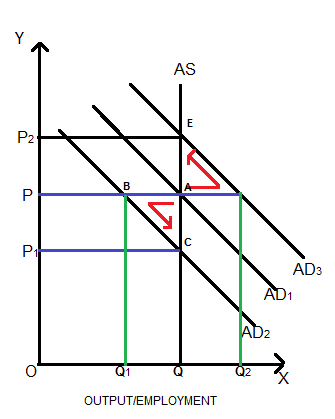 Y
AS
E
P2
P
B
A
P1
C
AD3
AD1
AD2
O
Q1
Q
Q2
X
OUTPUT/EMPLOYMENT